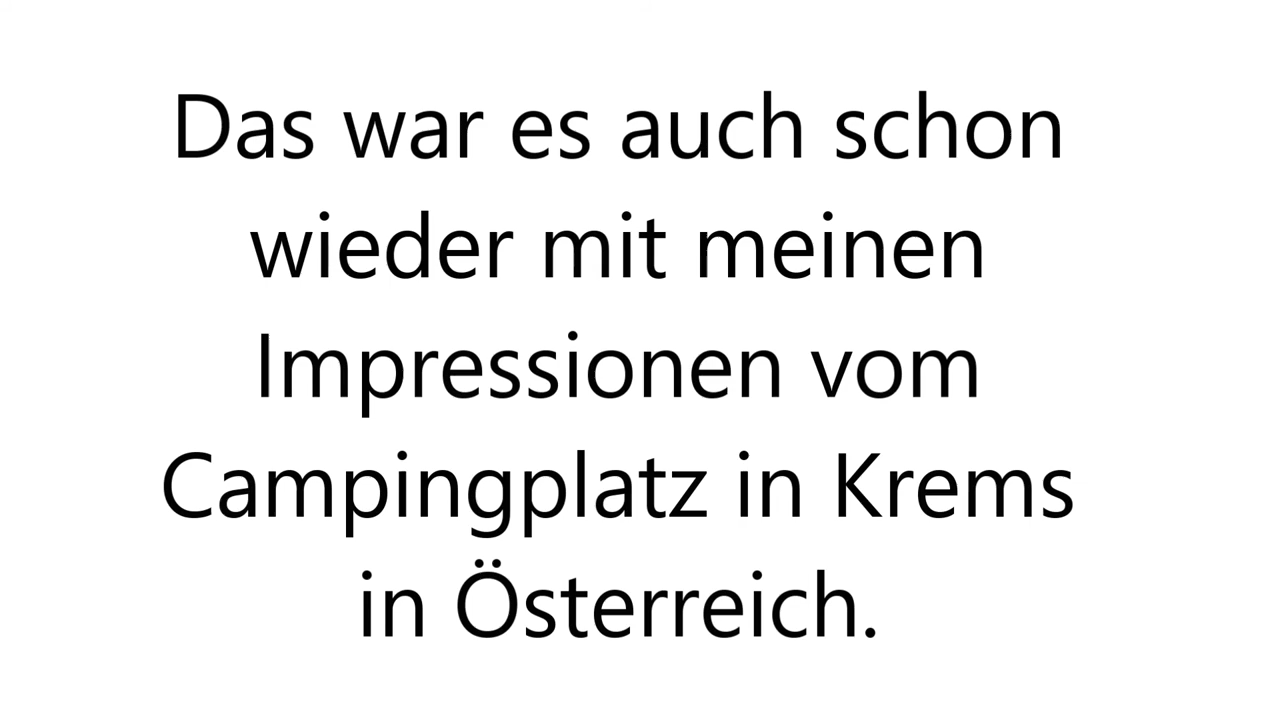 Das war es auch schon
wieder mit meinen
Impressionen vom
Campingplatz in Krems
in Österreich.